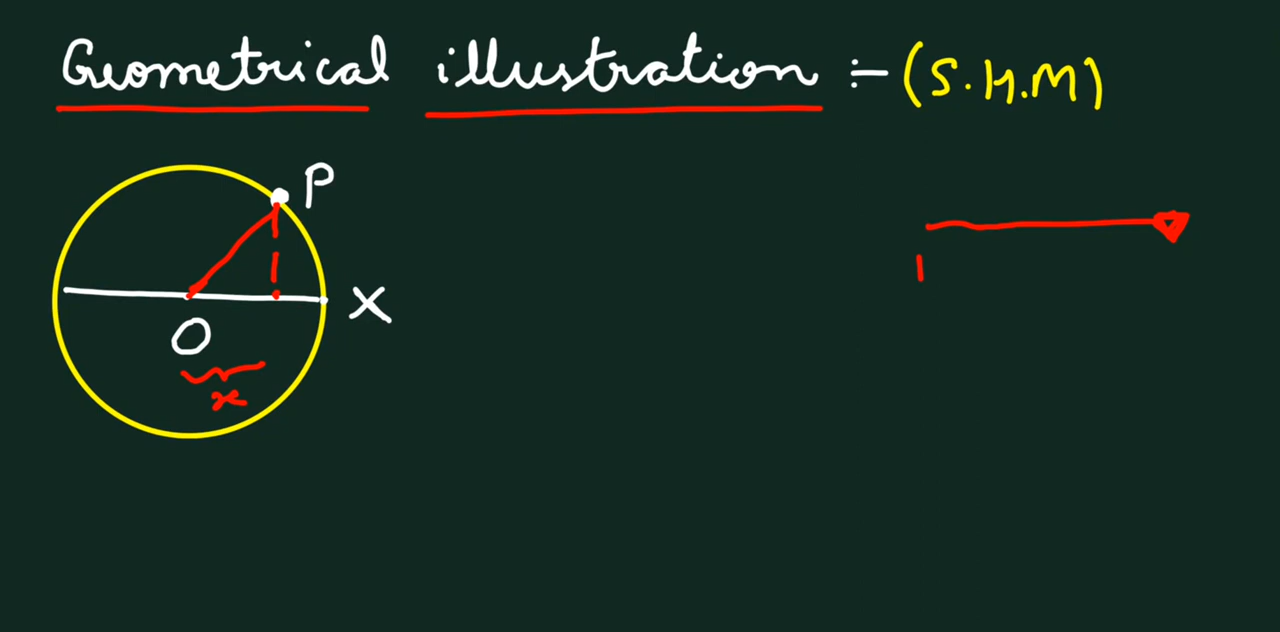 Geometrical illustration :- (S.H.M)
P
X
O
x